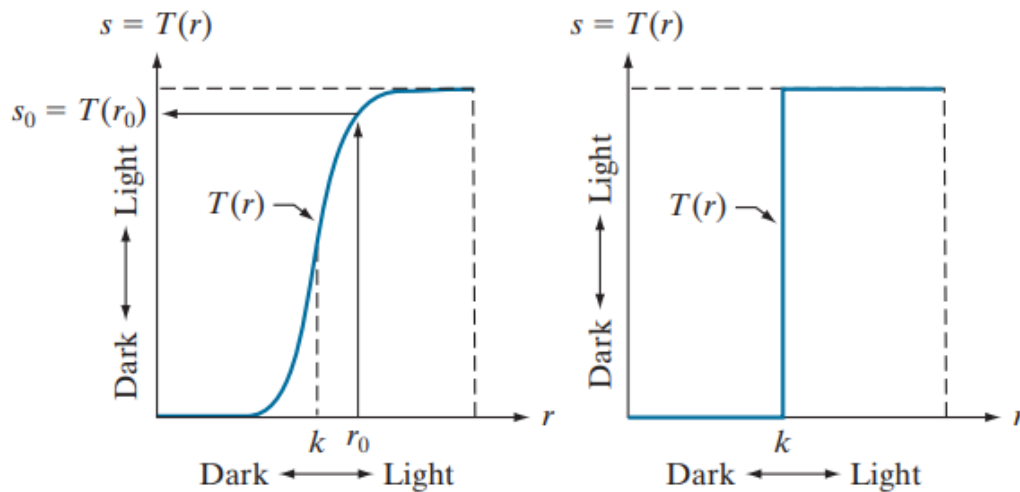 s = T(r)
s₀ = T(r₀)
Light
T(r)
Dark
r
k
r₀
Dark
Light
s = T(r)
Light
T(r)
Dark
r
k
Dark
Light